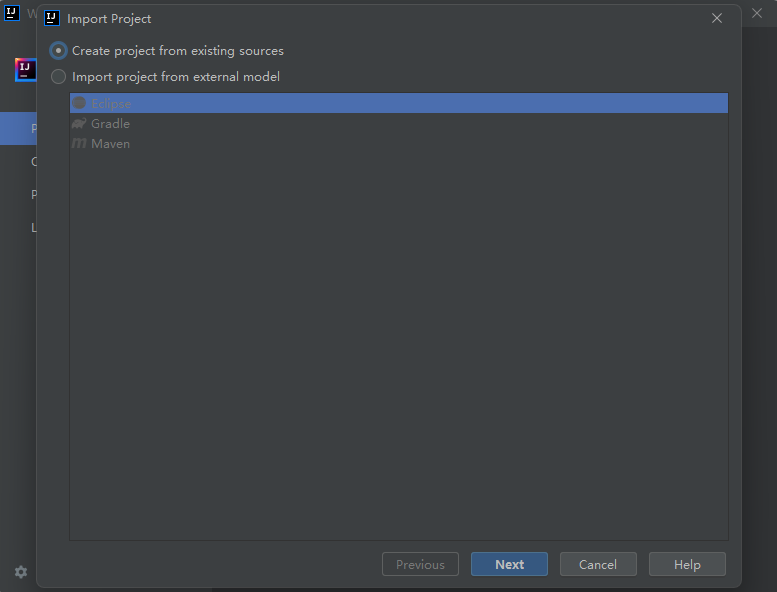 Import Project
Create project from existing sources
Import project from external model
Eclipse
Gradle
Maven
Previous
Next
Cancel
Help